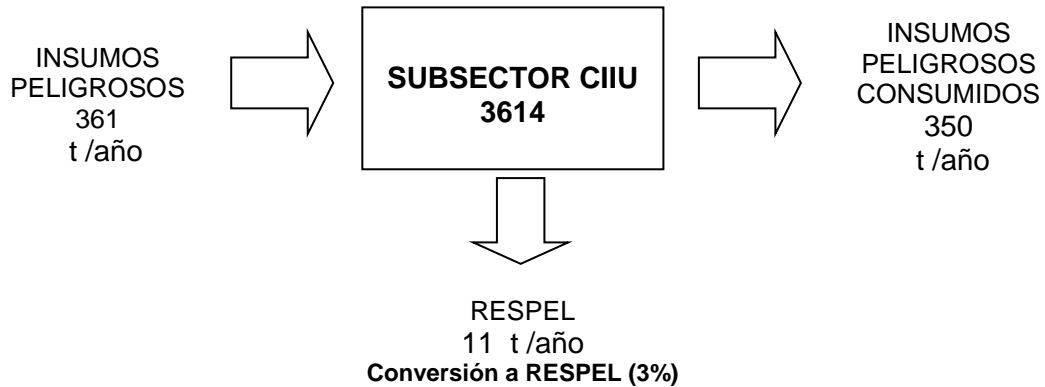 INSUMOS
PELIGROSOS
361
t /año
SUBSECTOR CIIU
3614
INSUMOS
PELIGROSOS
CONSUMIDOS
350
t /año
RESPEL
11 t /año
Conversión a RESPEL (3%)